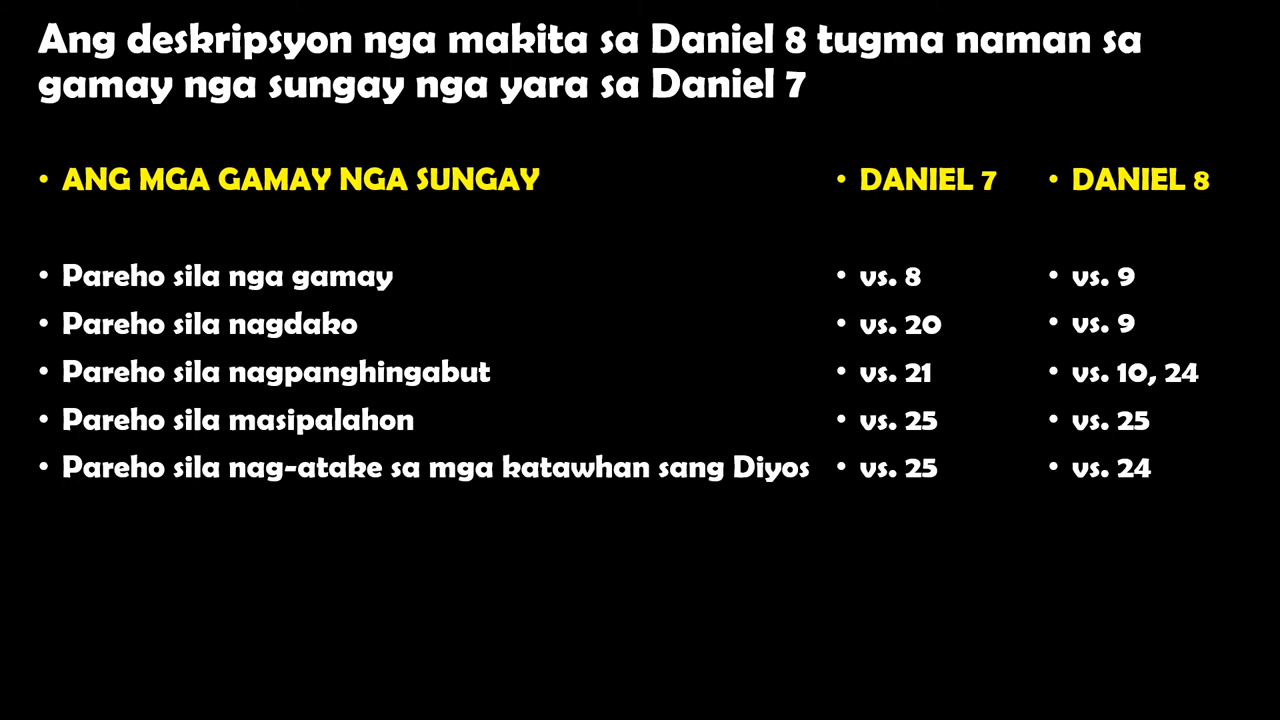 Ang deskripsyon nga makita sa Daniel 8 tugma naman sa
gamay nga sungay nga yara sa Daniel 7
• ANG MGA GAMAY NGA SUNGAY • DANIEL 7 • DANIEL 8
• Pareho sila nga gamay • vs. 8 • vs. 9
• Pareho sila nagdako • vs. 20 • vs. 9
• Pareho sila nagpanghingabut • vs. 21 • vs. 10, 24
• Pareho sila masipalahon • vs. 25 • vs. 25
• Pareho sila nag-atake sa mga katawhan sang Diyos • vs. 25 • vs. 24